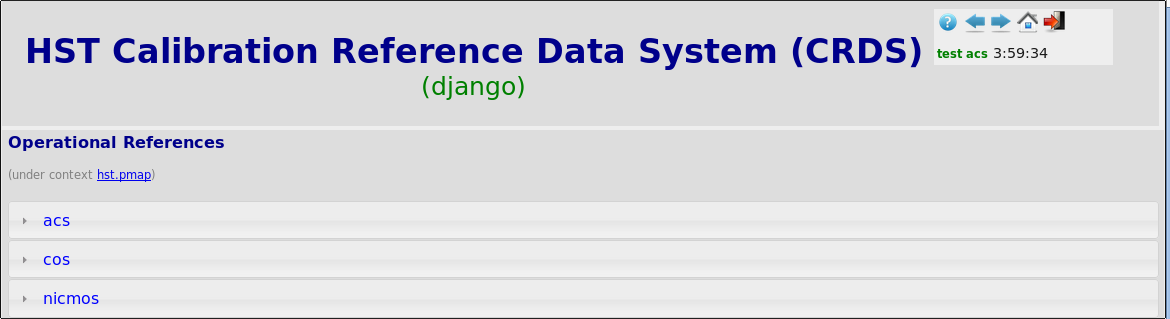 HST Calibration Reference Data System (CRDS)
(django)
?
test acs 3:59:34
Operational References
(under context hst.pmap)
acs
cos
nicmos